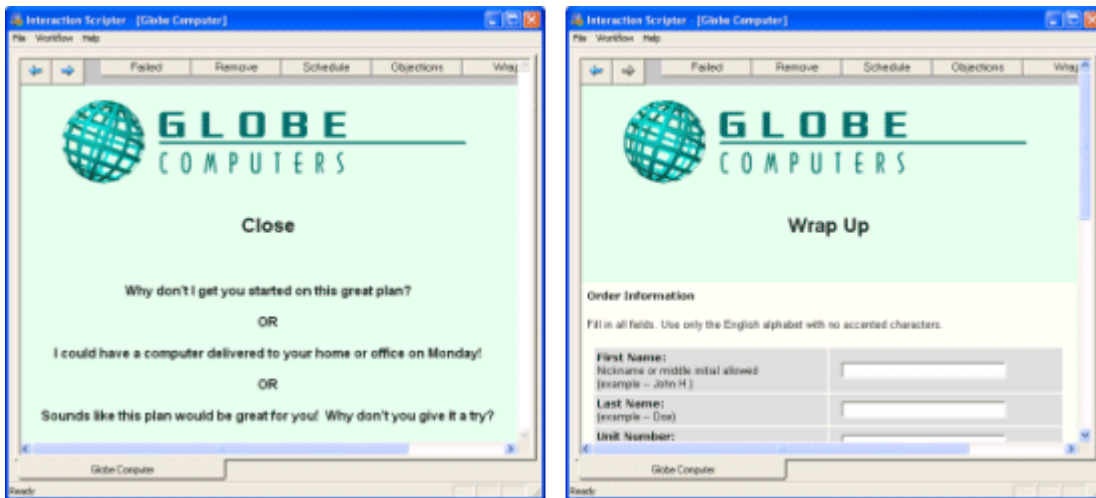 Interaction Scripter - [Globe Computer]
File Workflow Help
Failed Remove Schedule Objections Wrap
GLOBE
COMPUTERS
Close
Why don't I get you started on this great plan?
OR
I could have a computer delivered to your home or office on Monday!
OR
Sounds like this plan would be great for you! Why don't you give it a try?
Globe Computer
Ready
Interaction Scripter - [Globe Computer]
File Workflow Help
Failed Remove Schedule Objections Wrap
GLOBE
COMPUTERS
Wrap Up
Order Information
Fill in all fields. Use only the English alphabet with no accented characters.
First Name:
Nickname or middle initial allowed
(example -- John H.)
Last Name:
(example -- Doe)
Unit Number:
Globe Computer
Ready